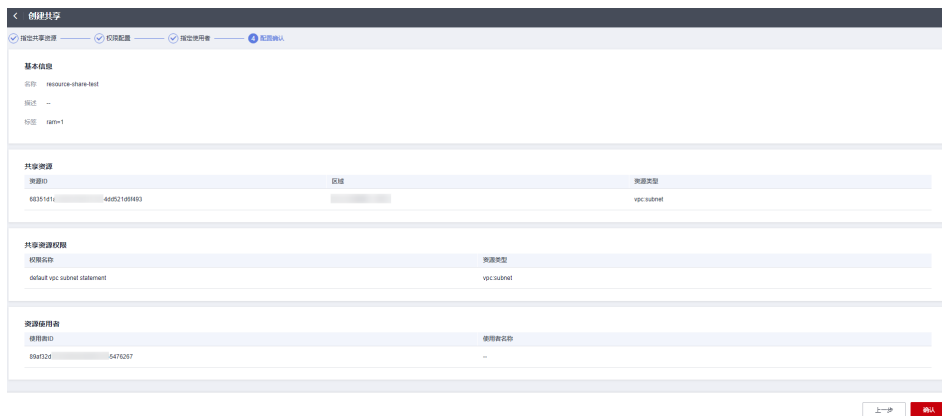 创建共享
指定共享资源 权限配置 指定使用者 4 配置确认
基本信息
名称 resource-share-test
描述 --
标签 ram=1
共享资源
资源ID 区域 资源类型
68351d1 4dd521d6f493 vpc:subnet
共享资源权限
权限名称 资源类型
default vpc subnet statement vpc:subnet
资源使用者
使用者ID 使用者名称
89af32d 6476267 --
上一步 确认